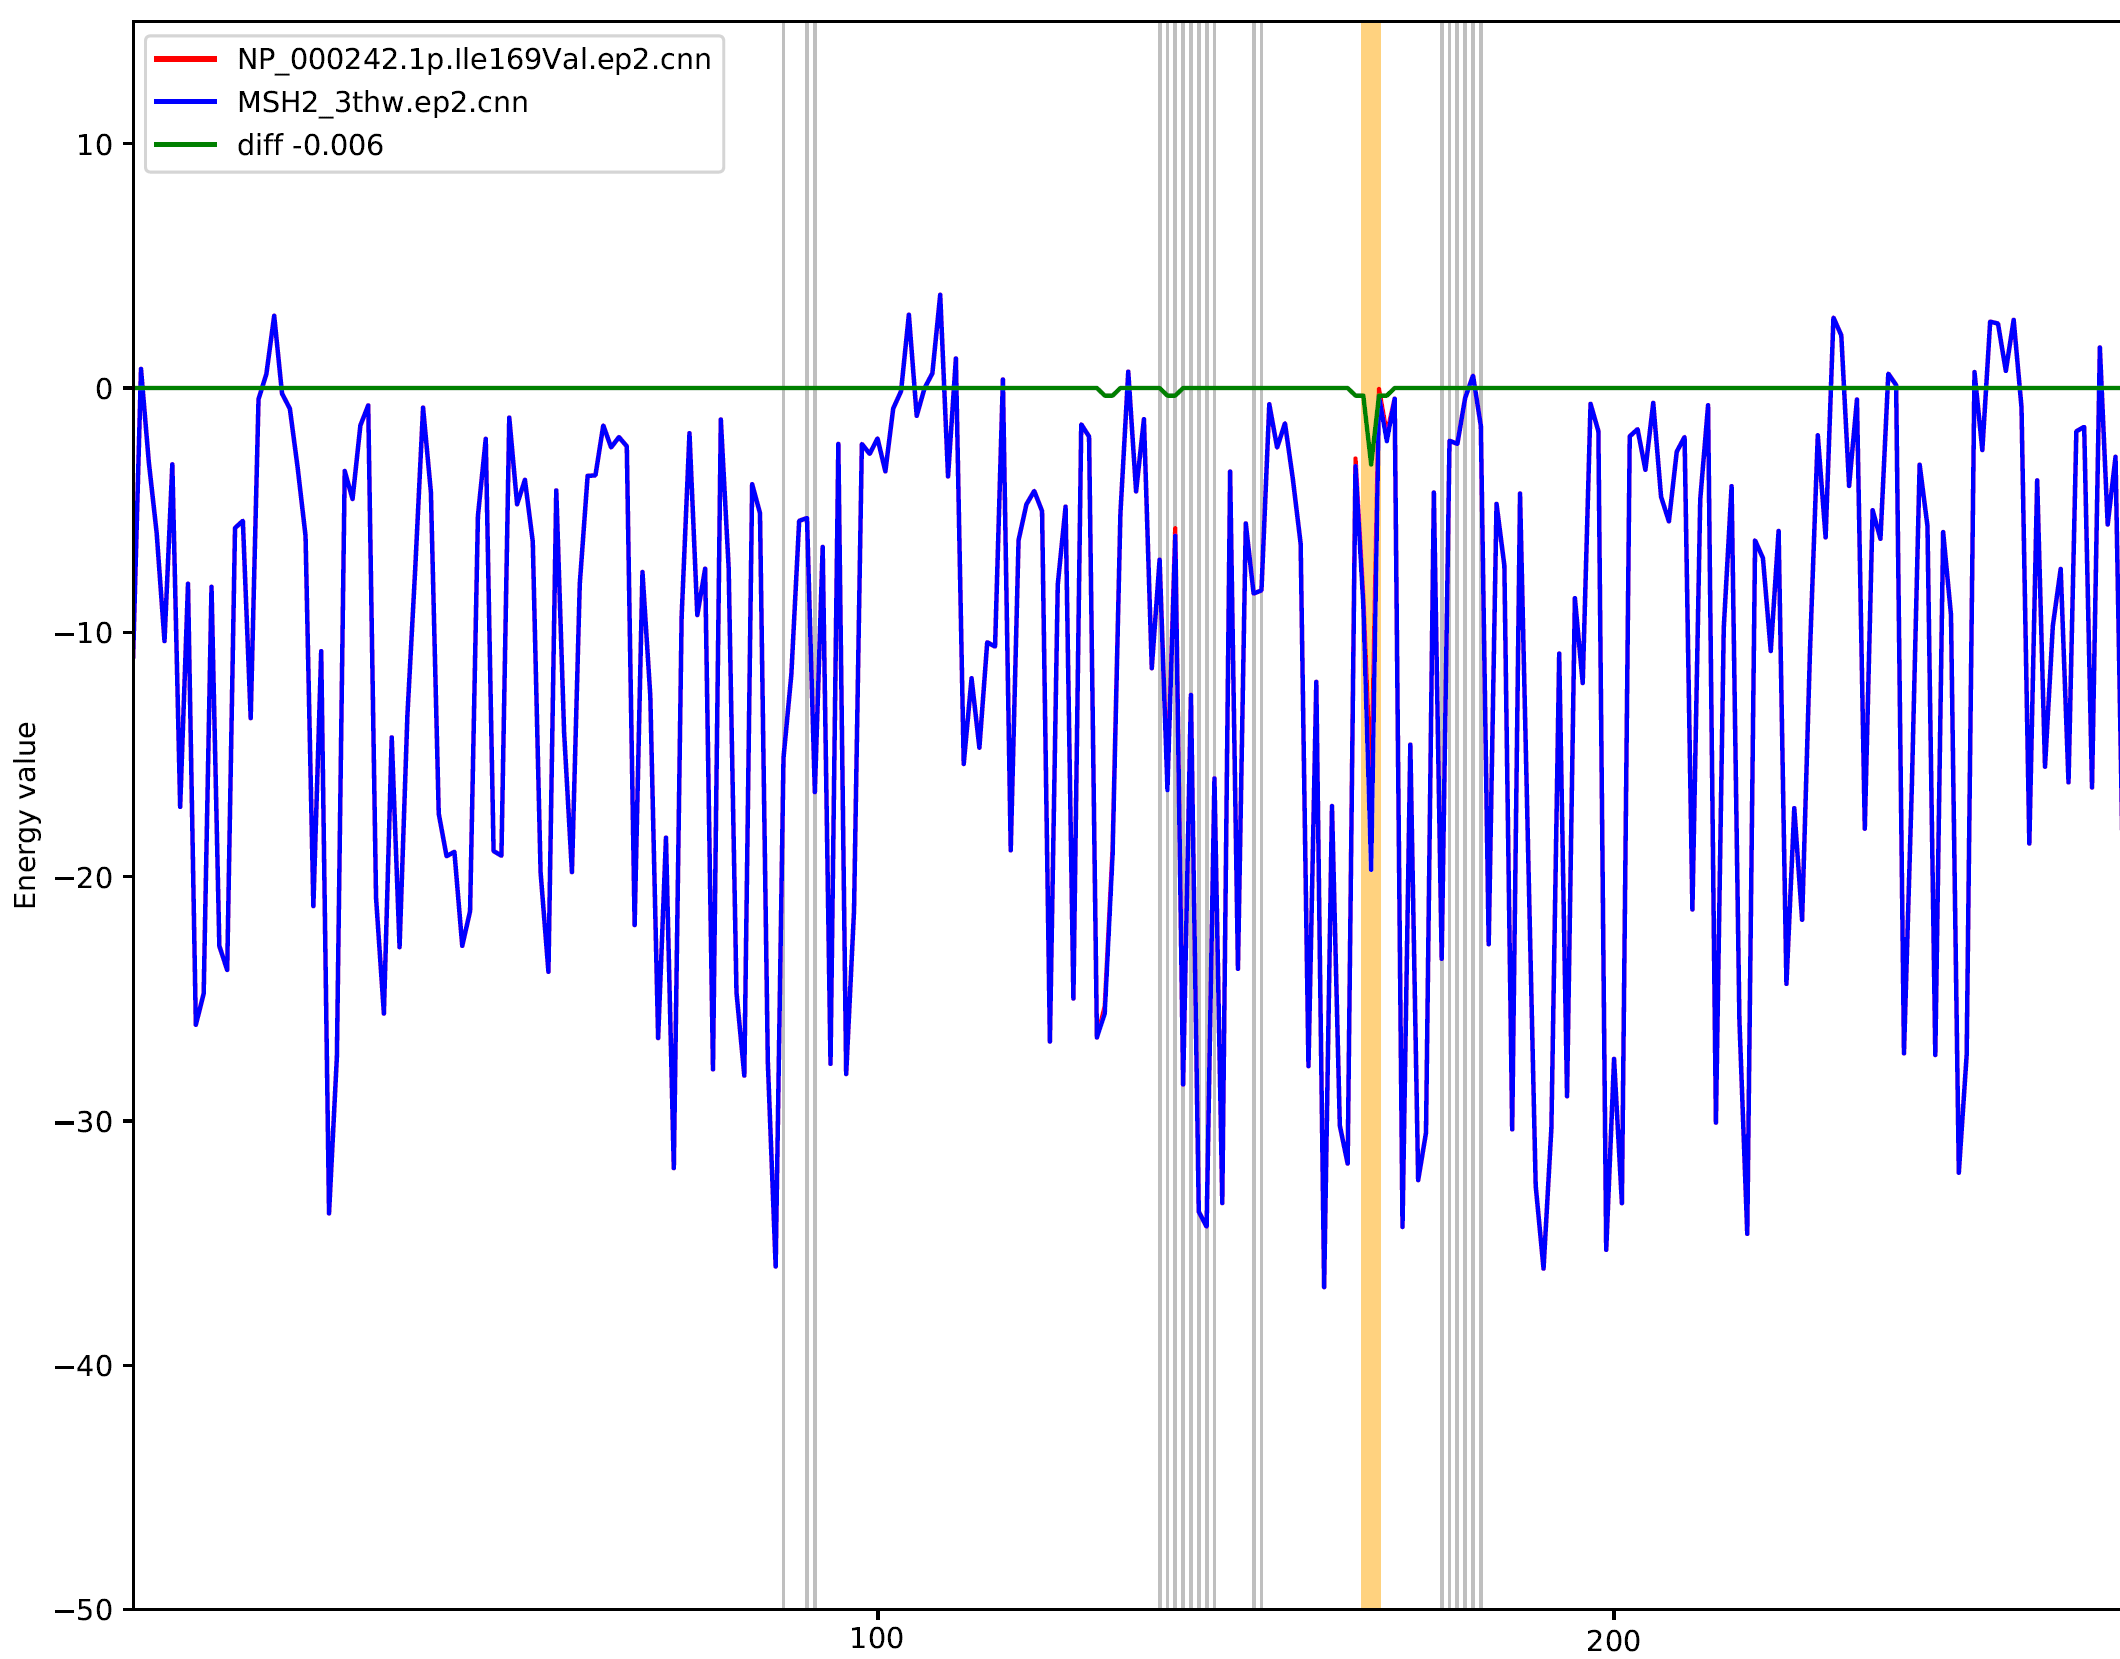 NP_000242.1p.Ile169Val.ep2.cnn
MSH2_3thw.ep2.cnn
diff -0.006
10
0
−10
−20
−30
−40
−50
Energy value
100
200